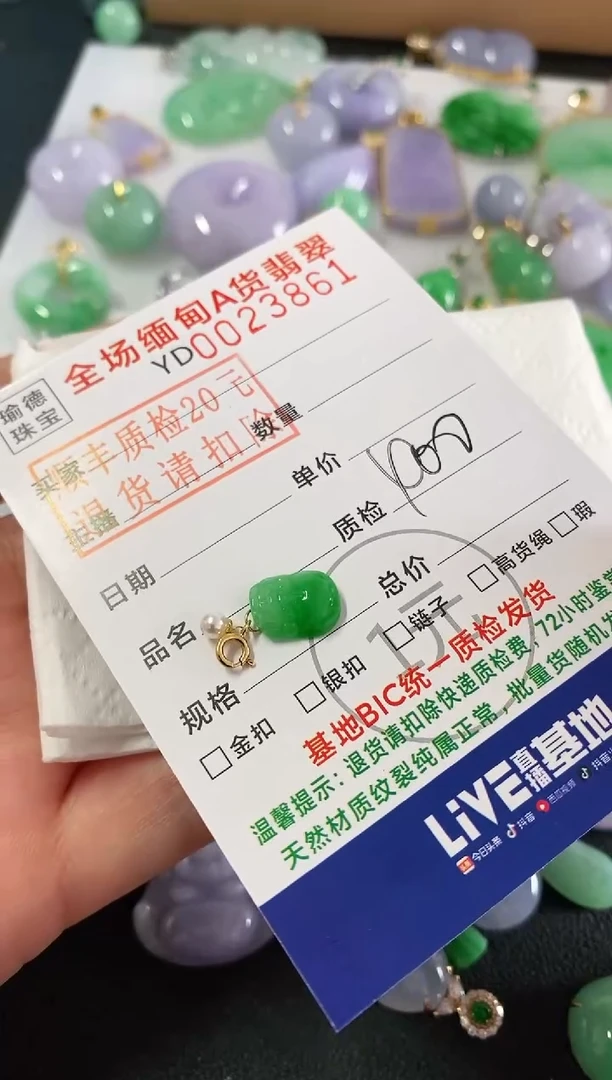 全场缅甸A货翡翠
YD0023861
瑜德
珠宝
顺丰质检20元
退货请扣除
买家
数量
单价
日期
质检
品名
总价
规格
1元
金扣
银扣
链子
高货绳
瑕
基地BIC统一质检发货
温馨提示：退货请扣除快递质检费，72小时鉴
天然材质纹裂纯属正常，批量货随机发
LiVE直播基地
今日头条
抖音
西瓜视频
抖音